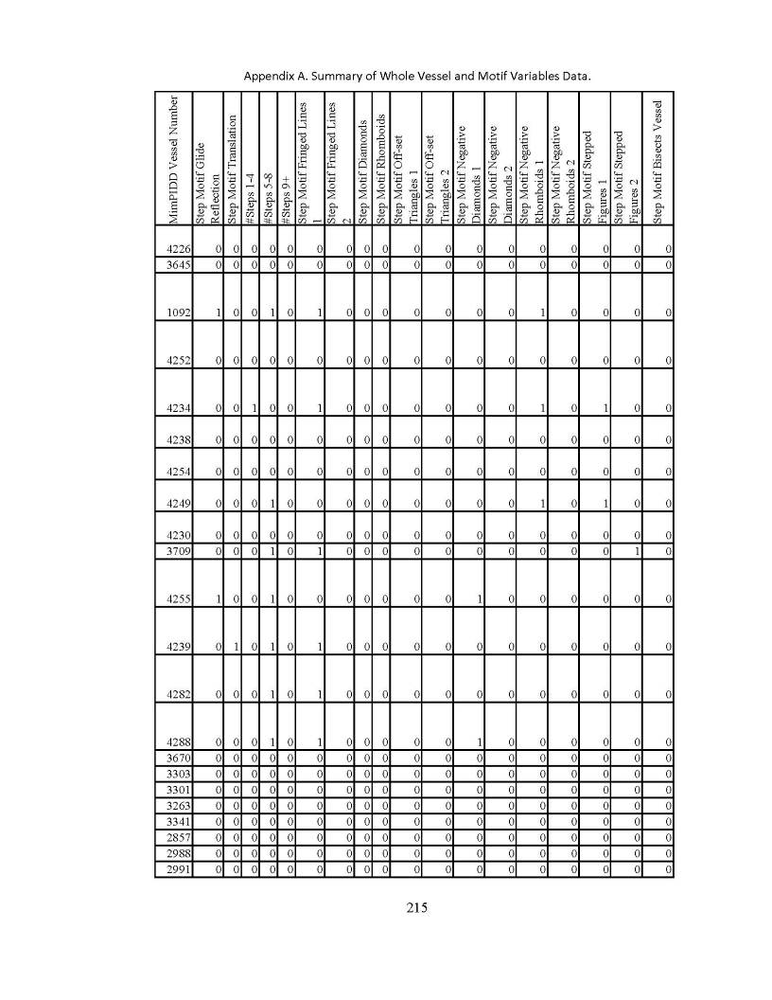 Appendix A. Summary of Whole Vessel and Motif Variables Data.
MimPIDD Vessel Number
Step Motif Glide
Reflection
Step Motif Translation
#Steps 1-4
#Steps 5-8
#Steps 9+
Step Motif Fringed Lines
1
Step Motif Fringed Lines
2
Step Motif Diamonds
Step Motif Rhomboids
Step Motif Off-set
Triangles 1
Step Motif Off-set
Triangles 2
Step Motif Negative
Diamonds 1
Step Motif Negative
Diamonds 2
Step Motif Negative
Rhomboids 1
Step Motif Negative
Rhomboids 2
Step Motif Stepped
Figures 1
Step Motif Stepped
Figures 2
Step Motif Bisects Vessel
4226 0 0 0 0 0 0 0 0 0 0 0 0 0 0 0 0 0 0
3645 0 0 0 0 0 0 0 0 0 0 0 0 0 0 0 0 0 0
1092 1 0 0 1 0 1 0 0 0 0 0 0 0 1 0 0 0 0
4252 0 0 0 0 0 0 0 0 0 0 0 0 0 0 0 0 0 0
4234 0 0 1 0 0 1 0 0 0 0 0 0 0 1 0 1 0 0
4238 0 0 0 0 0 0 0 0 0 0 0 0 0 0 0 0 0 0
4254 0 0 0 0 0 0 0 0 0 0 0 0 0 0 0 0 0 0
4249 0 0 0 1 0 0 0 0 0 0 0 0 0 1 0 1 0 0
4230 0 0 0 0 0 0 0 0 0 0 0 0 0 0 0 0 0 0
3709 0 0 0 1 0 1 0 0 0 0 0 0 0 0 0 0 1 0
4255 1 0 0 1 0 0 0 0 0 0 0 1 0 0 0 0 0 0
4239 0 1 0 1 0 1 0 0 0 0 0 0 0 0 0 0 0 0
4282 0 0 0 1 0 1 0 0 0 0 0 0 0 0 0 0 0 0
4288 0 0 0 1 0 1 0 0 0 0 0 1 0 0 0 0 0 0
3670 0 0 0 0 0 0 0 0 0 0 0 0 0 0 0 0 0 0
3303 0 0 0 0 0 0 0 0 0 0 0 0 0 0 0 0 0 0
3301 0 0 0 0 0 0 0 0 0 0 0 0 0 0 0 0 0 0
3263 0 0 0 0 0 0 0 0 0 0 0 0 0 0 0 0 0 0
3341 0 0 0 0 0 0 0 0 0 0 0 0 0 0 0 0 0 0
2857 0 0 0 0 0 0 0 0 0 0 0 0 0 0 0 0 0 0
2988 0 0 0 0 0 0 0 0 0 0 0 0 0 0 0 0 0 0
2991 0 0 0 0 0 0 0 0 0 0 0 0 0 0 0 0 0 0
215